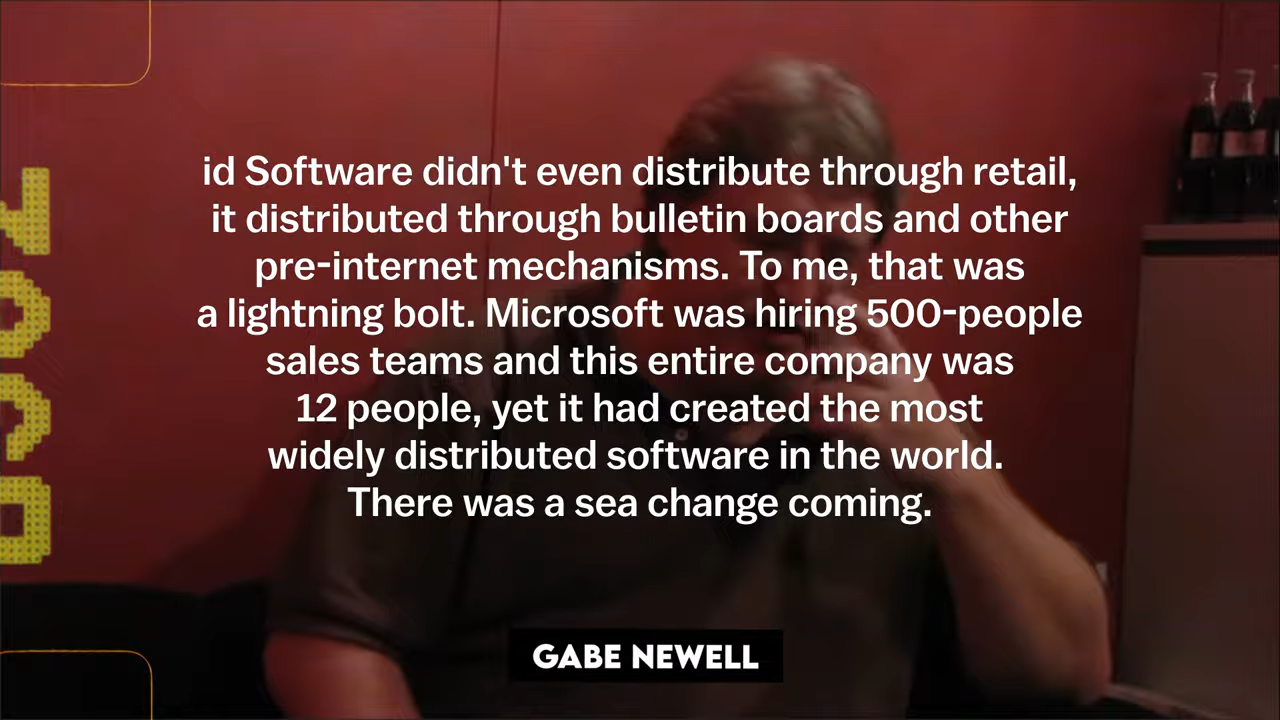 id Software didn't even distribute through retail,
it distributed through bulletin boards and other
pre-internet mechanisms. To me, that was
a lightning bolt. Microsoft was hiring 500-people
sales teams and this entire company was
12 people, yet it had created the most
widely distributed software in the world.
There was a sea change coming.
GABE NEWELL